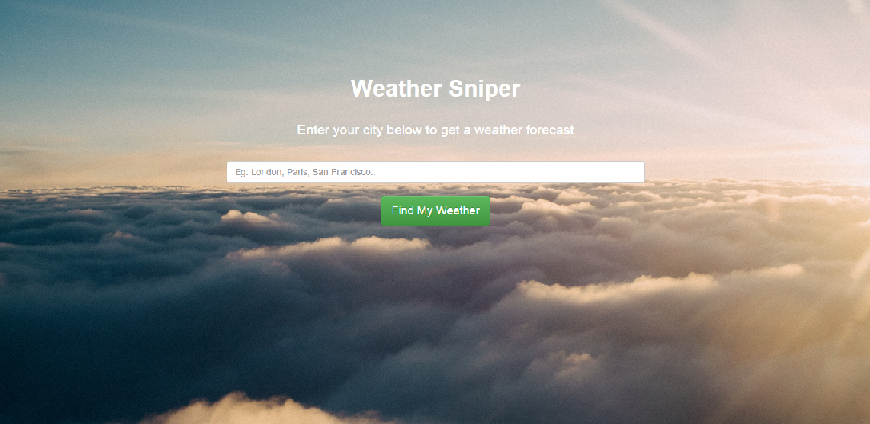 Weather Sniper
Enter your city below to get a weather forecast
Eg. London, Paris, San Francisco..
Find My Weather